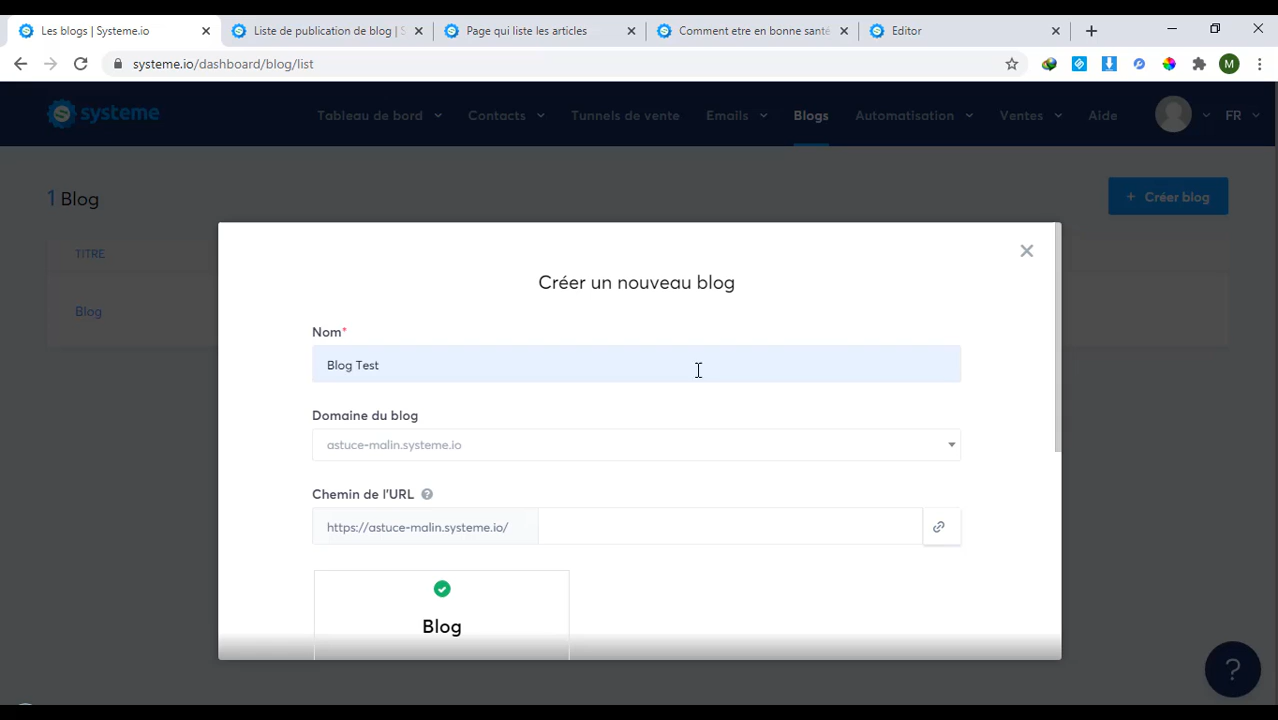 Les blogs | Systeme.io
Liste de publication de blog | S
Page qui liste les articles
Comment etre en bonne santé
Editor
systeme.io/dashboard/blog/list
M
S systeme
Tableau de bord
Contacts
Tunnels de vente
Emails
Blogs
Automatisation
Ventes
Aide
FR
1 Blog
+ Créer blog
TITRE
Blog
Créer un nouveau blog
Nom*
Blog Test
Domaine du blog
astuce-malin.systeme.io
Chemin de l'URL ?
https://astuce-malin.systeme.io/
Blog
?